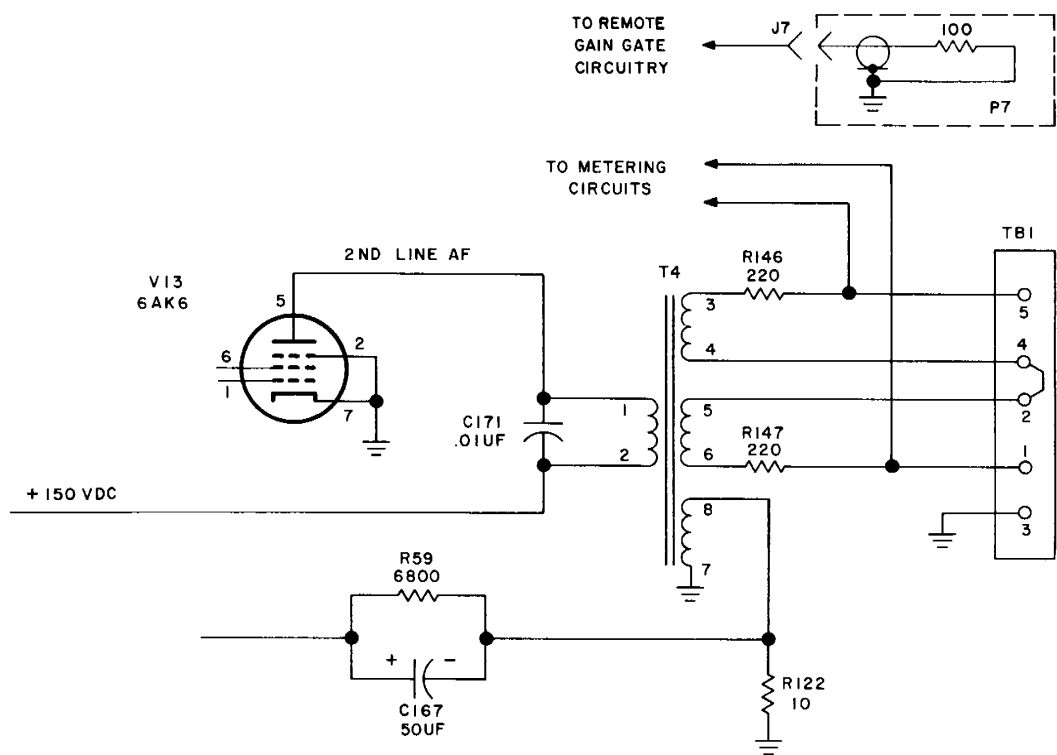 TO REMOTE
GAIN GATE
CIRCUITRY
J7
100
P7
TO METERING
CIRCUITS
TB1
2ND LINE AF
V13
6AK6
5
2
6
1
7
T4
R146
220
3
4
5
4
C171
.01UF
1
2
5
6
R147
220
2
1
+150 VDC
8
7
3
R59
6800
+ -
C167
50UF
R122
10